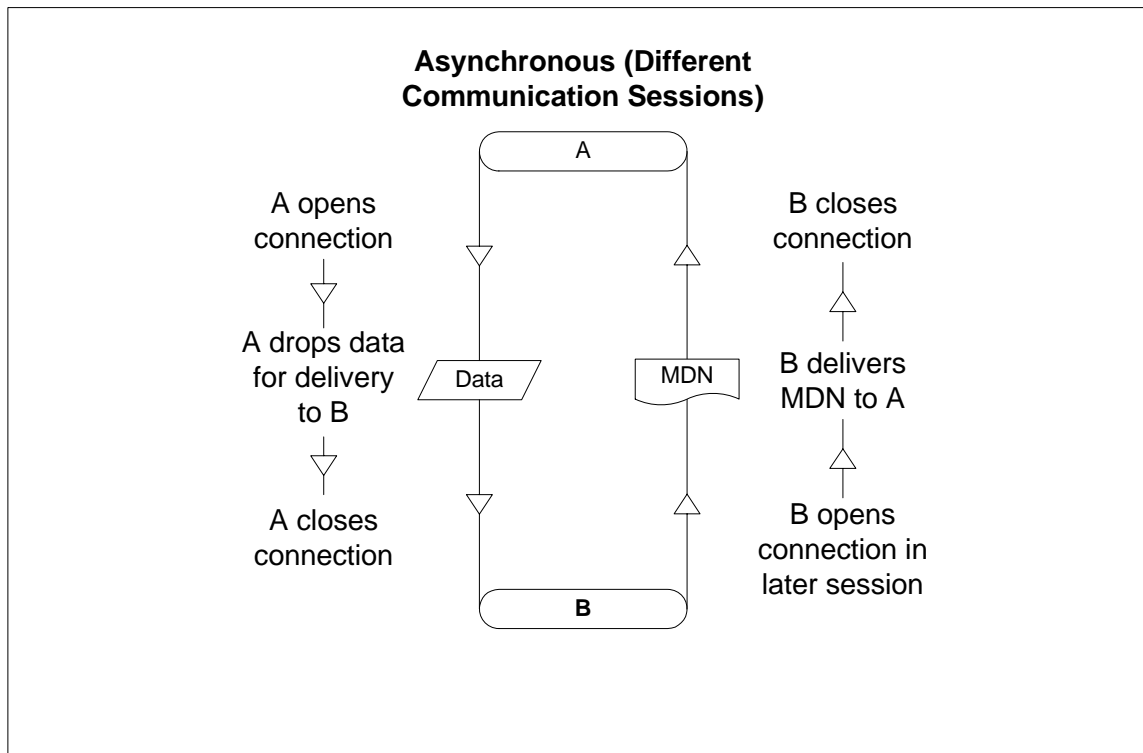 Asynchronous (Different
Communication Sessions)
A
A opens
connection
A drops data
for delivery
to B
A closes
connection
Data
MDN
B closes
connection
B delivers
MDN to A
B opens
connection in
later session
B